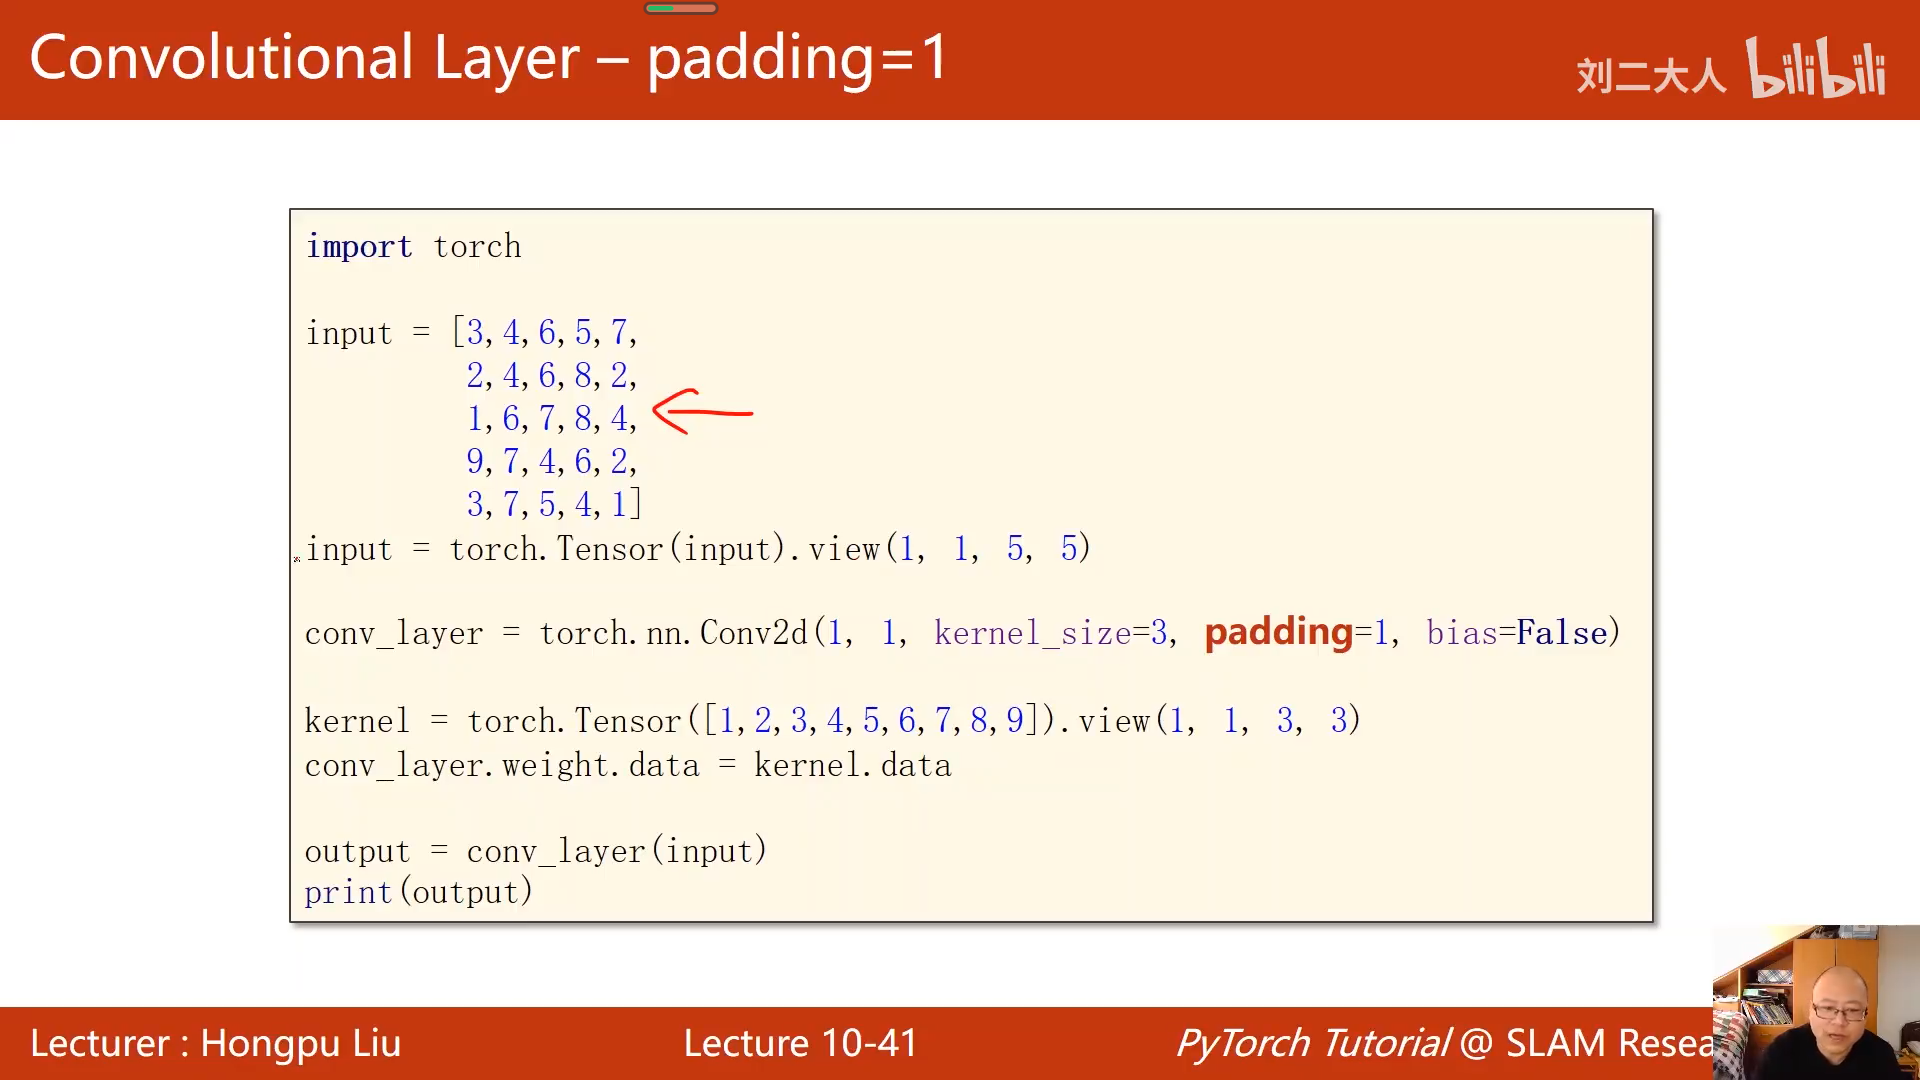 Convolutional Layer – padding=1
刘二大人 bilibili
import torch
input = [3,4,6,5,7,
2,4,6,8,2,
1,6,7,8,4,
9,7,4,6,2,
3,7,5,4,1]
input = torch.Tensor(input).view(1, 1, 5, 5)
conv_layer = torch.nn.Conv2d(1, 1, kernel_size=3, padding=1, bias=False)
kernel = torch.Tensor([1,2,3,4,5,6,7,8,9]).view(1, 1, 3, 3)
conv_layer.weight.data = kernel.data
output = conv_layer(input)
print(output)
Lecturer : Hongpu Liu
Lecture 10-41
PyTorch Tutorial @ SLAM Resea